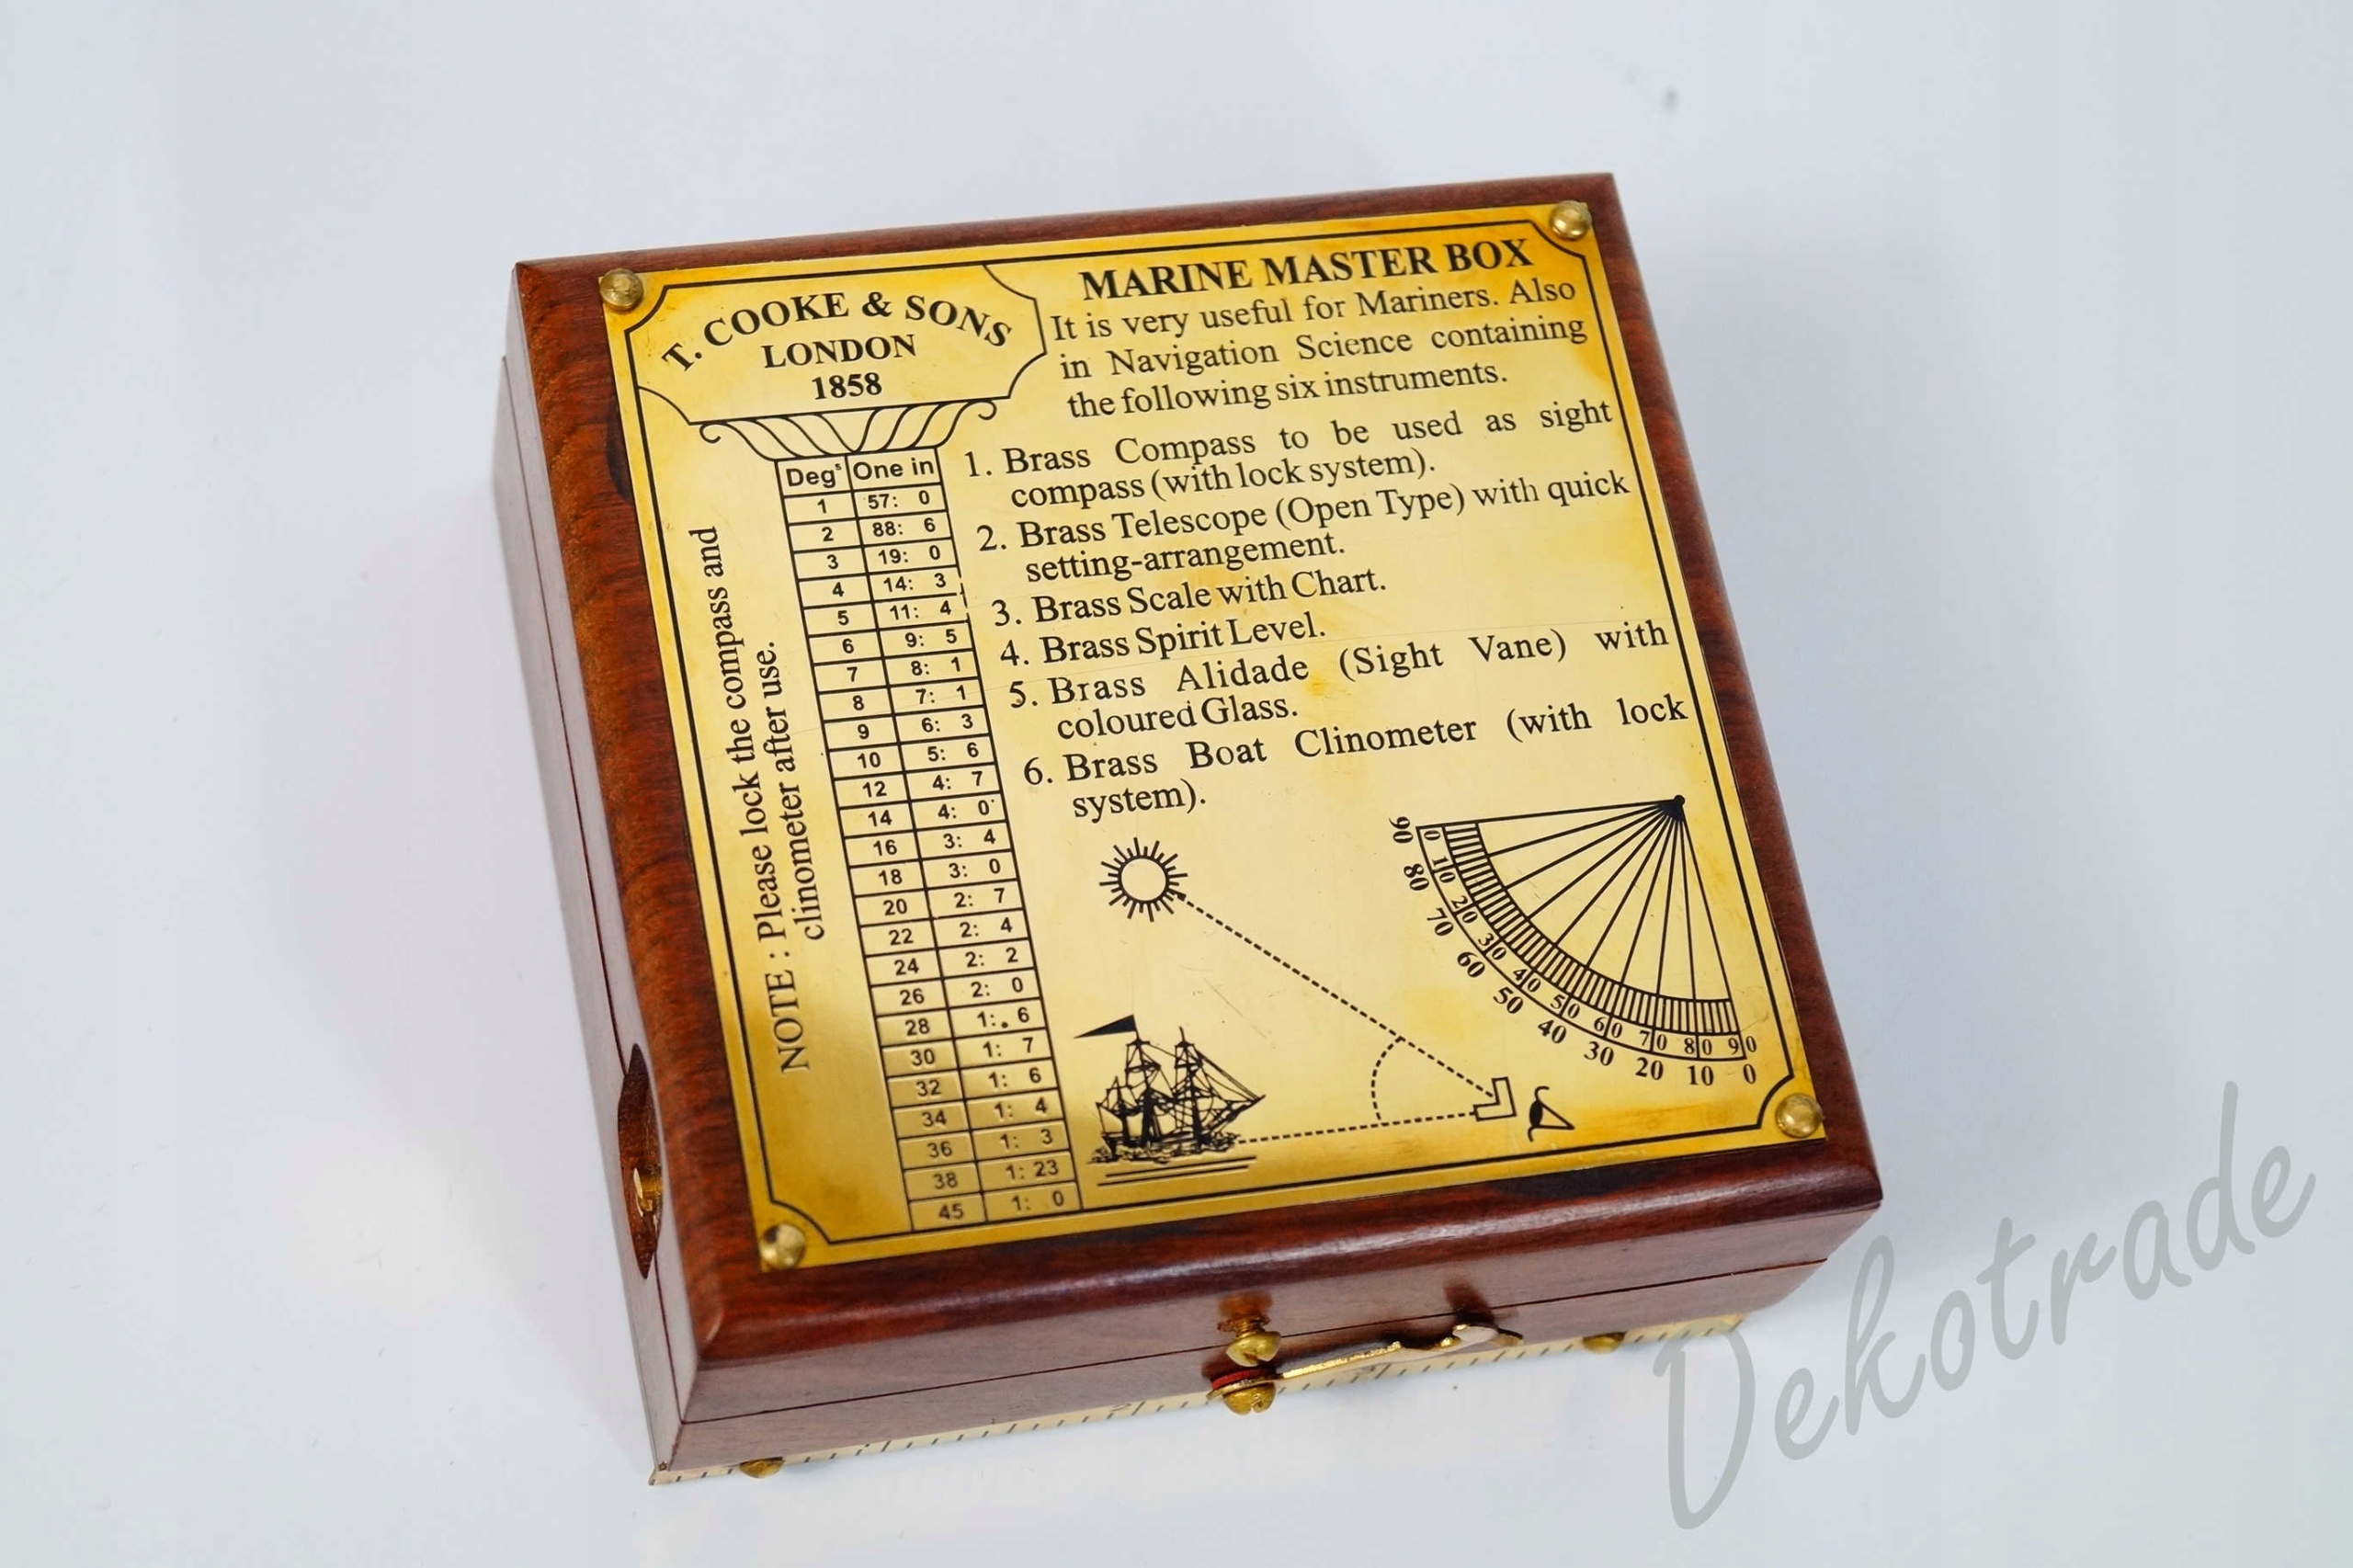 T. COOKE & SONS
LONDON
1858
MARINE MASTER BOX
It is very useful for Mariners. Also
in Navigation Science containing
the following six instruments.
1. Brass Compass to be used as sight
compass (with lock system).
2. Brass Telescope (Open Type) with quick
setting-arrangement.
3. Brass Scale with Chart.
4. Brass Spirit Level.
5. Brass Alidade (Sight Vane) with
coloured Glass.
6. Brass Boat Clinometer (with lock
system).
NOTE : Please lock the compass and
clinometer after use.
Degs One in
1 57: 0
2 88: 6
3 19: 0
4 14: 3
5 11: 4
6 9: 5
7 8: 1
8 7: 1
9 6: 3
10 5: 6
12 4: 7
14 4: 0
16 3: 4
18 3: 0
20 2: 7
22 2: 4
24 2: 2
26 2: 0
28 1: 6
30 1: 7
32 1: 6
34 1: 4
36 1: 3
38 1: 23
45 1: 0
0 10 20 30 40 50 60 70 80 90
90 80 70 60 50 40 30 20 10 0
Dekotrade